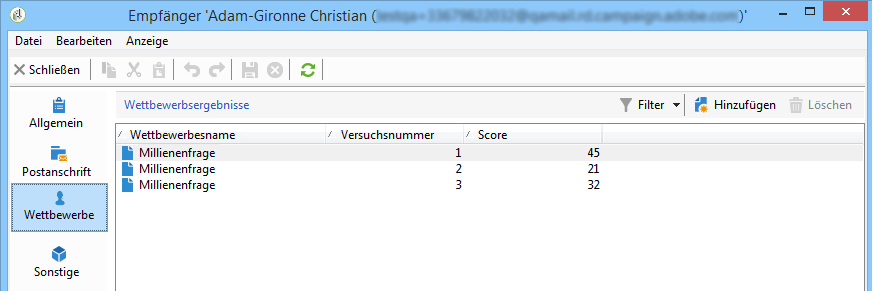 Empfänger 'Adam-Gironne Christian ( )'
Datei Bearbeiten Anzeige
Schließen
Wettbewerbsergebnisse Filter Hinzufügen Löschen
Allgemein
Postanschrift
Wettbewerbe
Sonstige
Wettbewerbesname Versuchsnummer Score
Millienenfrage 1 45
Millienenfrage 2 21
Millienenfrage 3 32